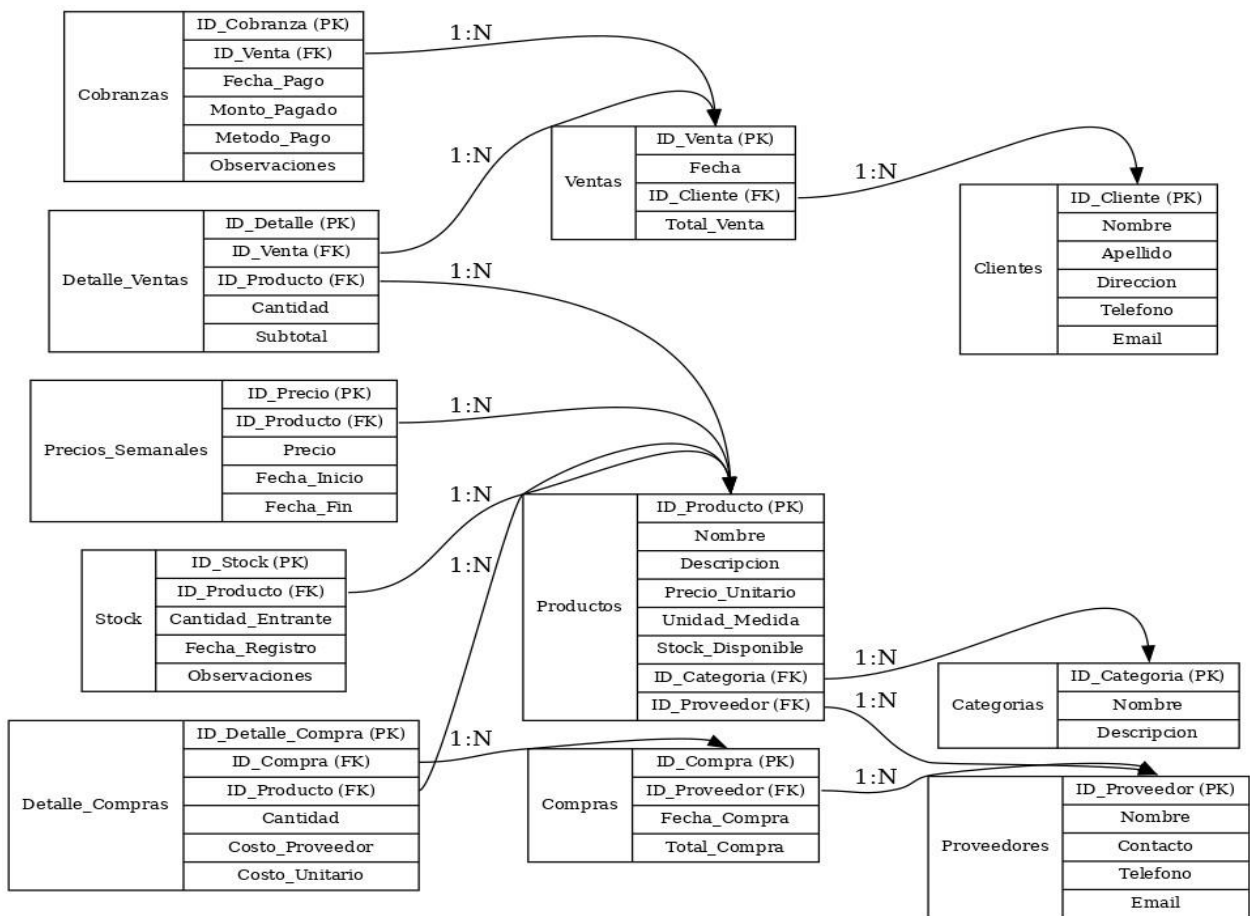 Cobranzas
ID_Cobranza (PK)
ID_Venta (FK)
Fecha_Pago
Monto_Pagado
Metodo_Pago
Observaciones
1:N
Detalle_Ventas
ID_Detalle (PK)
ID_Venta (FK)
ID_Producto (FK)
Cantidad
Subtotal
1:N
1:N
Ventas
ID_Venta (PK)
Fecha
ID_Cliente (FK)
Total_Venta
1:N
Clientes
ID_Cliente (PK)
Nombre
Apellido
Direccion
Telefono
Email
Precios_Semanales
ID_Precio (PK)
ID_Producto (FK)
Precio
Fecha_Inicio
Fecha_Fin
1:N
Stock
ID_Stock (PK)
ID_Producto (FK)
Cantidad_Entrante
Fecha_Registro
Observaciones
1:N
1:N
Productos
ID_Producto (PK)
Nombre
Descripcion
Precio_Unitario
Unidad_Medida
Stock_Disponible
ID_Categoria (FK)
ID_Proveedor (FK)
1:N
1:N
Categorias
ID_Categoria (PK)
Nombre
Descripcion
Detalle_Compras
ID_Detalle_Compra (PK)
ID_Compra (FK)
ID_Producto (FK)
Cantidad
Costo_Proveedor
Costo_Unitario
1:N
Compras
ID_Compra (PK)
ID_Proveedor (FK)
Fecha_Compra
Total_Compra
1:N
Proveedores
ID_Proveedor (PK)
Nombre
Contacto
Telefono
Email